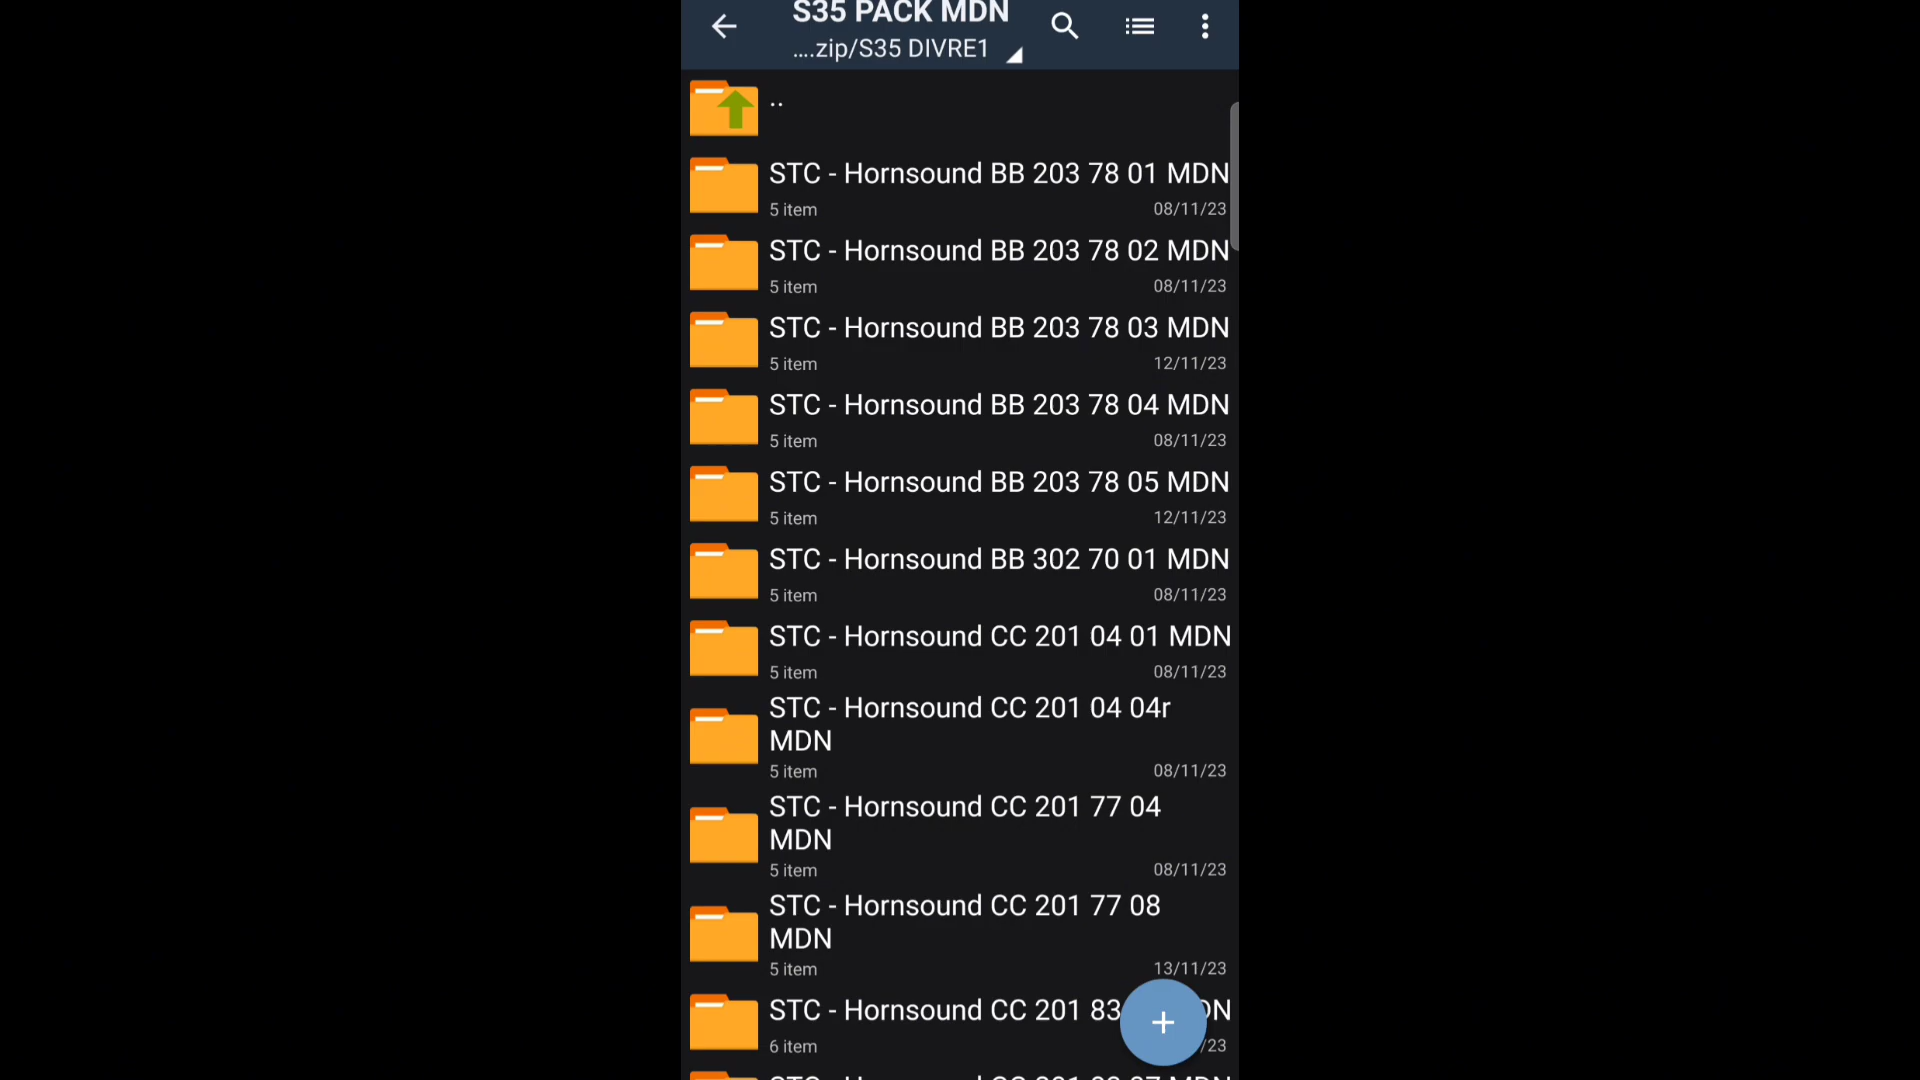 S35 PACK MDN
....zip/S35 DIVRE1
..
STC - Hornsound BB 203 78 01 MDN
5 item 08/11/23
STC - Hornsound BB 203 78 02 MDN
5 item 08/11/23
STC - Hornsound BB 203 78 03 MDN
5 item 12/11/23
STC - Hornsound BB 203 78 04 MDN
5 item 08/11/23
STC - Hornsound BB 203 78 05 MDN
5 item 12/11/23
STC - Hornsound BB 302 70 01 MDN
5 item 08/11/23
STC - Hornsound CC 201 04 01 MDN
5 item 08/11/23
STC - Hornsound CC 201 04 04r
MDN
5 item 08/11/23
STC - Hornsound CC 201 77 04
MDN
5 item 08/11/23
STC - Hornsound CC 201 77 08
MDN
5 item 13/11/23
STC - Hornsound CC 201 83
6 item /23